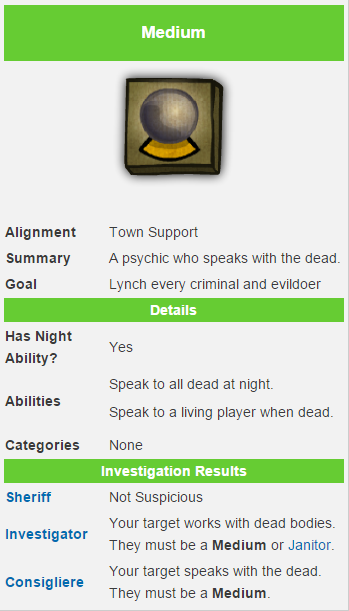 Medium
Alignment Town Support
Summary A psychic who speaks with the dead.
Goal Lynch every criminal and evildoer
Details
Has Night
Ability?
Yes
Abilities
Speak to all dead at night.
Speak to a living player when dead.
Categories None
Investigation Results
Sheriff Not Suspicious
Investigator
Your target works with dead bodies.
They must be a Medium or Janitor.
Consigliere
Your target speaks with the dead.
They must be a Medium.